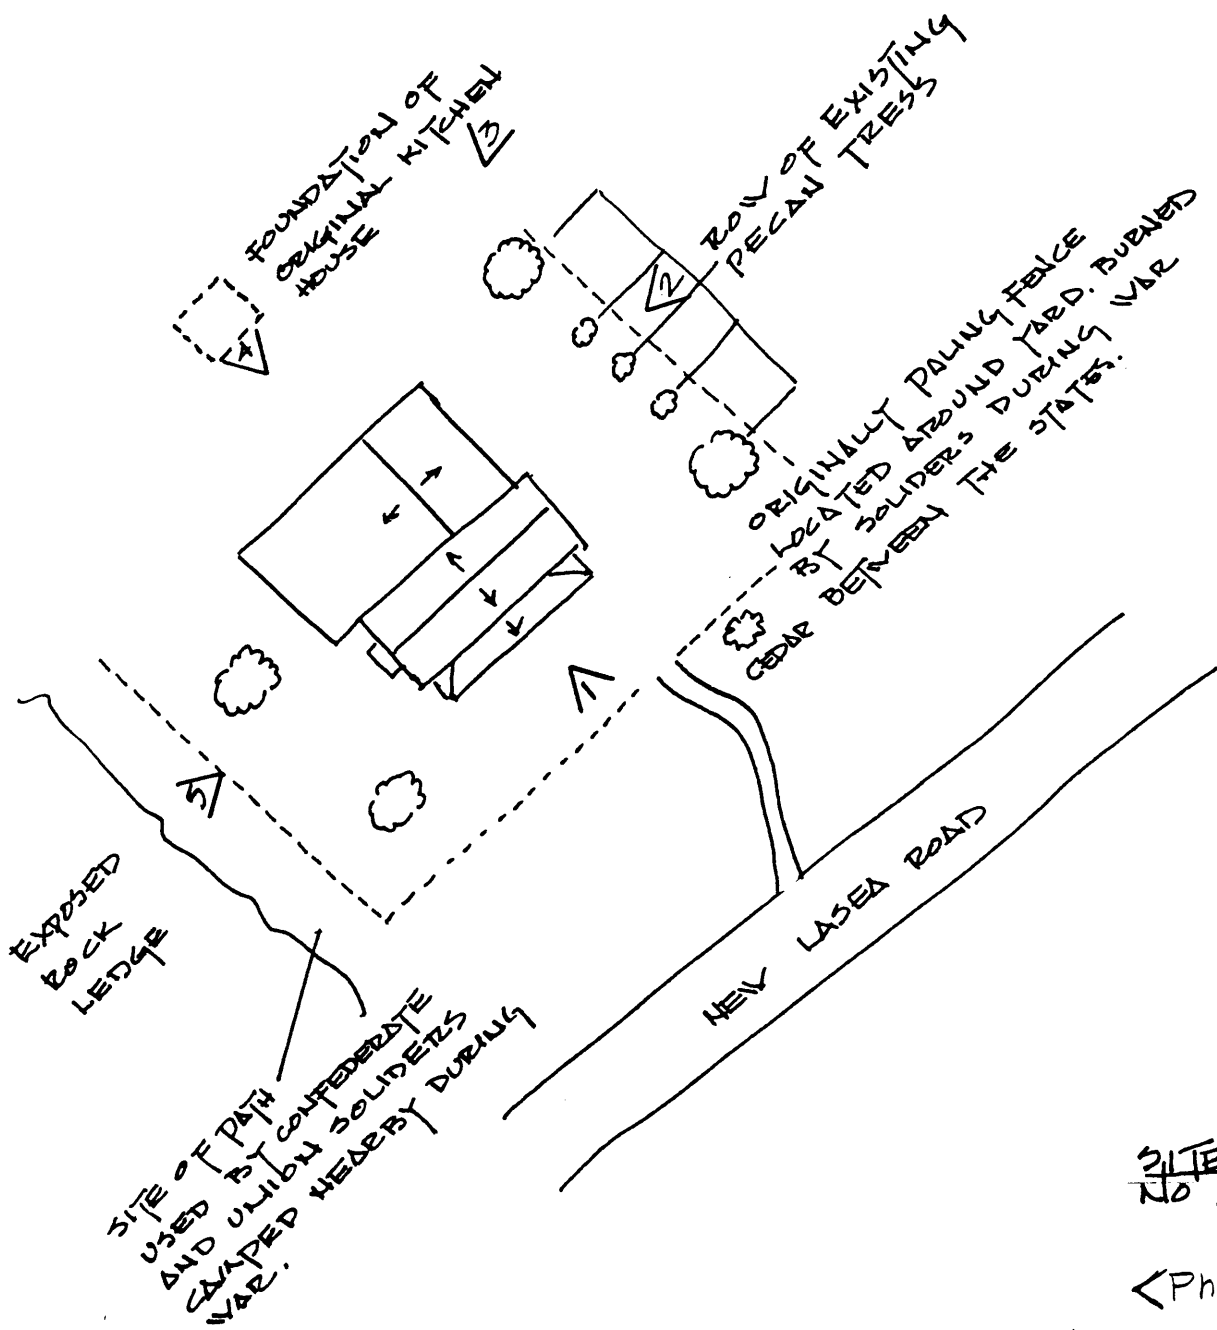 FOUNDATION OF
ORIGINAL KITCHEN
HOUSE
3
ROW OF EXISTING
PECAN TRESS
2
4
ORIGINALLY PALING FENCE
LOCATED AROUND YARD. BURNED
BY SOLIDERS DURING WAR
BETWEEN THE STATES.
CEDAR
1
5
EXPOSED
ROCK
LEDGE
NEW LASEA ROAD
SITE OF PATH
USED BY CONFEDERATE
AND UNION SOLIDERS
CAMPED NEARBY DURING
WAR.
SITE
NO
<Ph